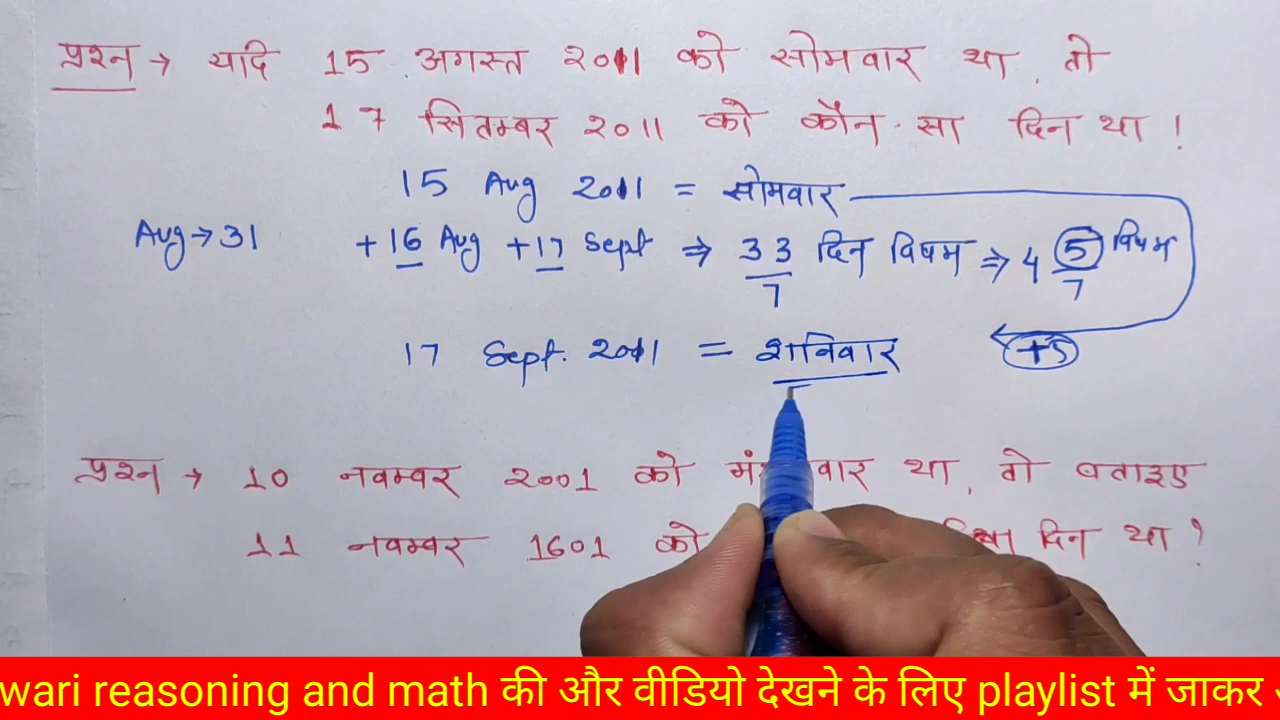 प्रश्न → यदि 15 अगस्त 2011 को सोमवार था, तो
17 सितम्बर 2011 को कौन-सा दिन था!
15 Aug 2011 = सोमवार
Aug→31 +16 Aug +17 Sept ⇒ 33/7 दिन विषम ⇒ 4 5/7 विषम
17 Sept. 2011 = शनिवार +5
प्रश्न → 10 नवम्बर 2001 को था, तो बताइए
11 नवम्बर 1601 को दिन था?
wari reasoning and math की और वीडियो देखने के लिए playlist में जाकर